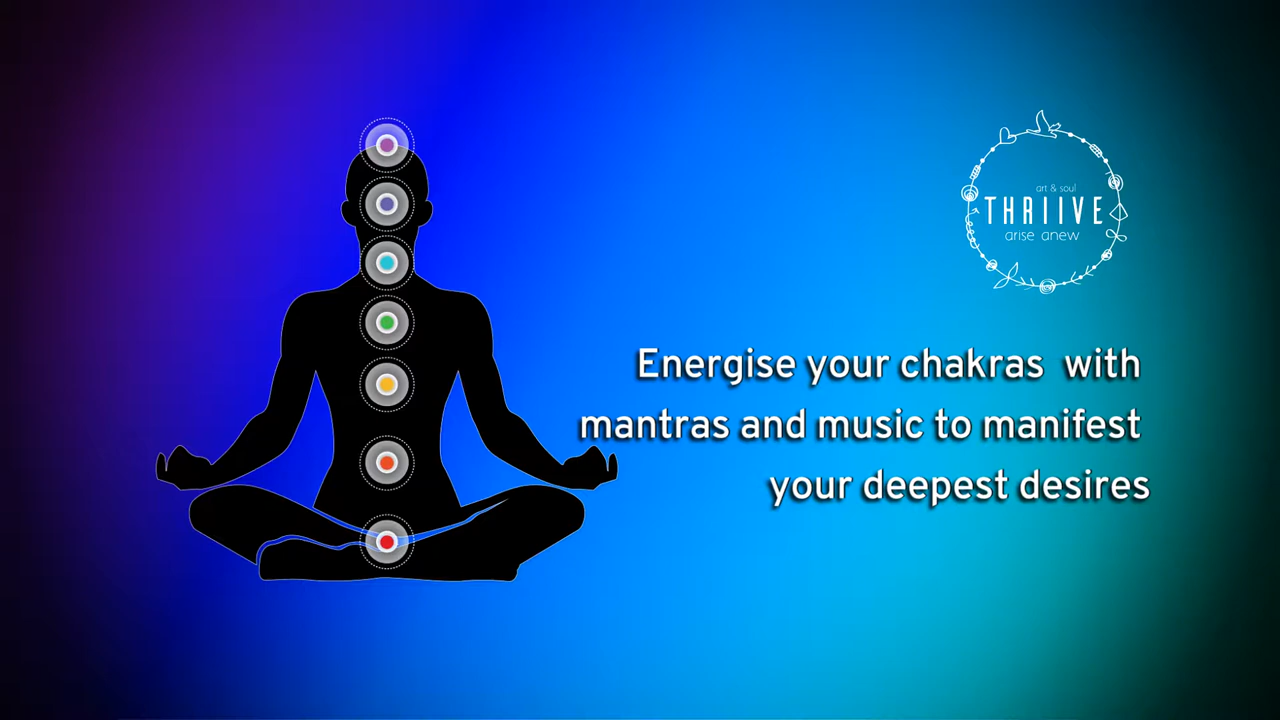 art & soul
THRIIVE
arise anew
Energise your chakras with
mantras and music to manifest
your deepest desires